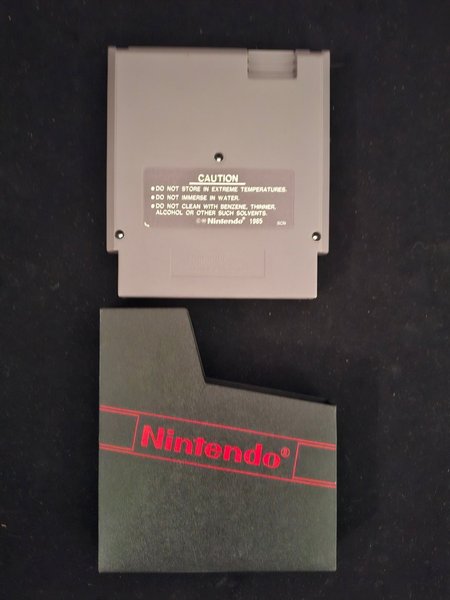 CAUTION
● DO NOT STORE IN EXTREME TEMPERATURES.
● DO NOT IMMERSE IN WATER.
● DO NOT CLEAN WITH BENZENE, THINNER,
ALCOHOL OR OTHER SUCH SOLVENTS.
Nintendo® 1985
Nintendo®